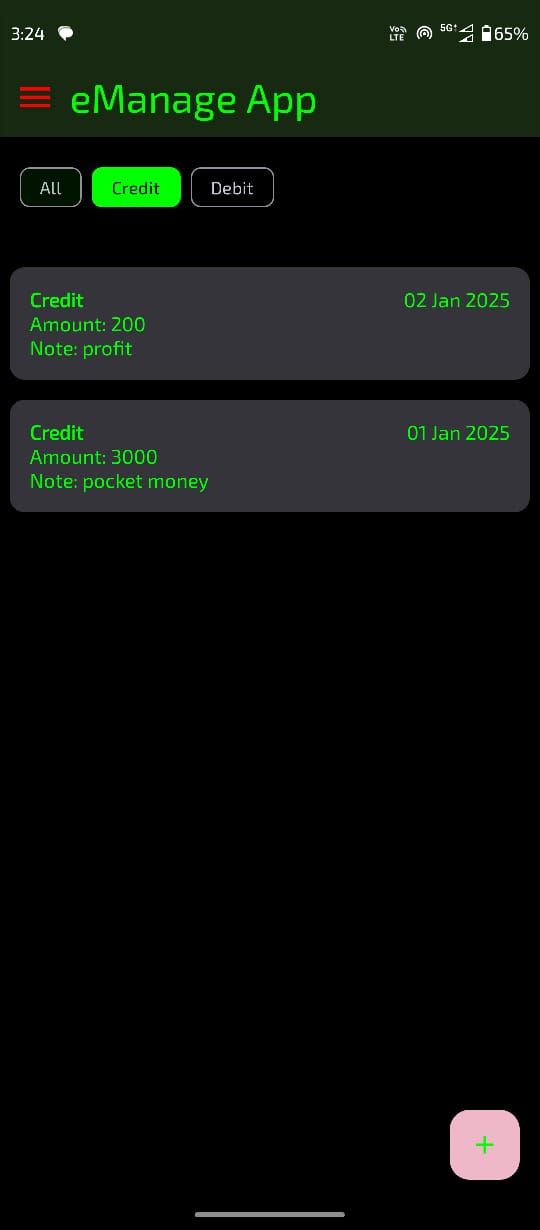 3:24 Vo LTE 5G 65%
eManage App
All Credit Debit
Credit 02 Jan 2025
Amount: 200
Note: profit
Credit 01 Jan 2025
Amount: 3000
Note: pocket money
+